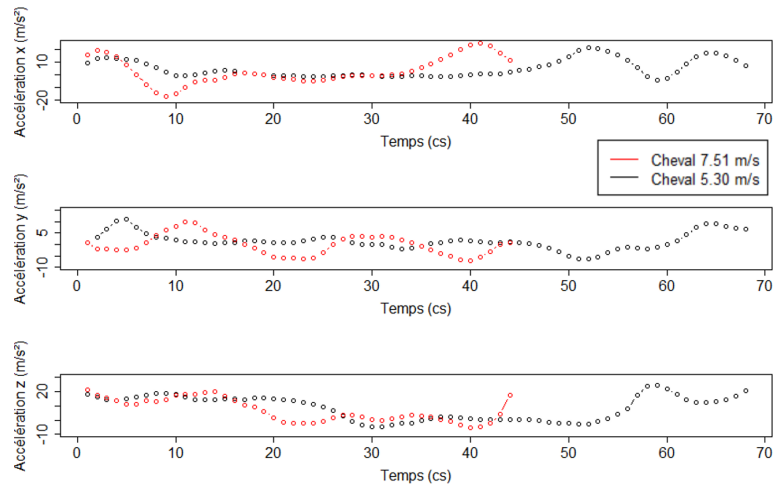 Accélération x (m/s²)
10
-20
0 10 20 30 40 50 60 70
Temps (cs)
Cheval 7.51 m/s
Cheval 5.30 m/s
Accélération y (m/s²)
5
-10
0 10 20 30 40 50 60 70
Temps (cs)
Accélération z (m/s²)
20
-10
0 10 20 30 40 50 60 70
Temps (cs)